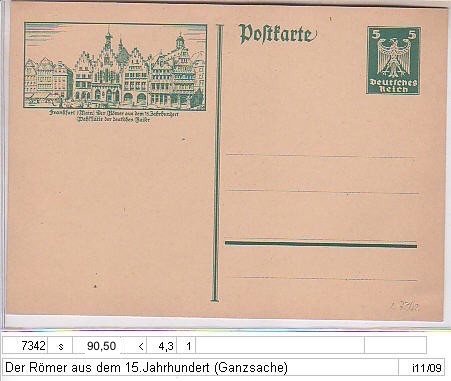 Postkarte
5 5
Deutsches
Reich
Frankfurt (Main) Der Römer aus dem 15. Jahrhundert
Wahlstätte der deutschen Kaiser
7342 s 90,50 < 4,3 1
Der Römer aus dem 15.Jahrhundert (Ganzsache) i11/09